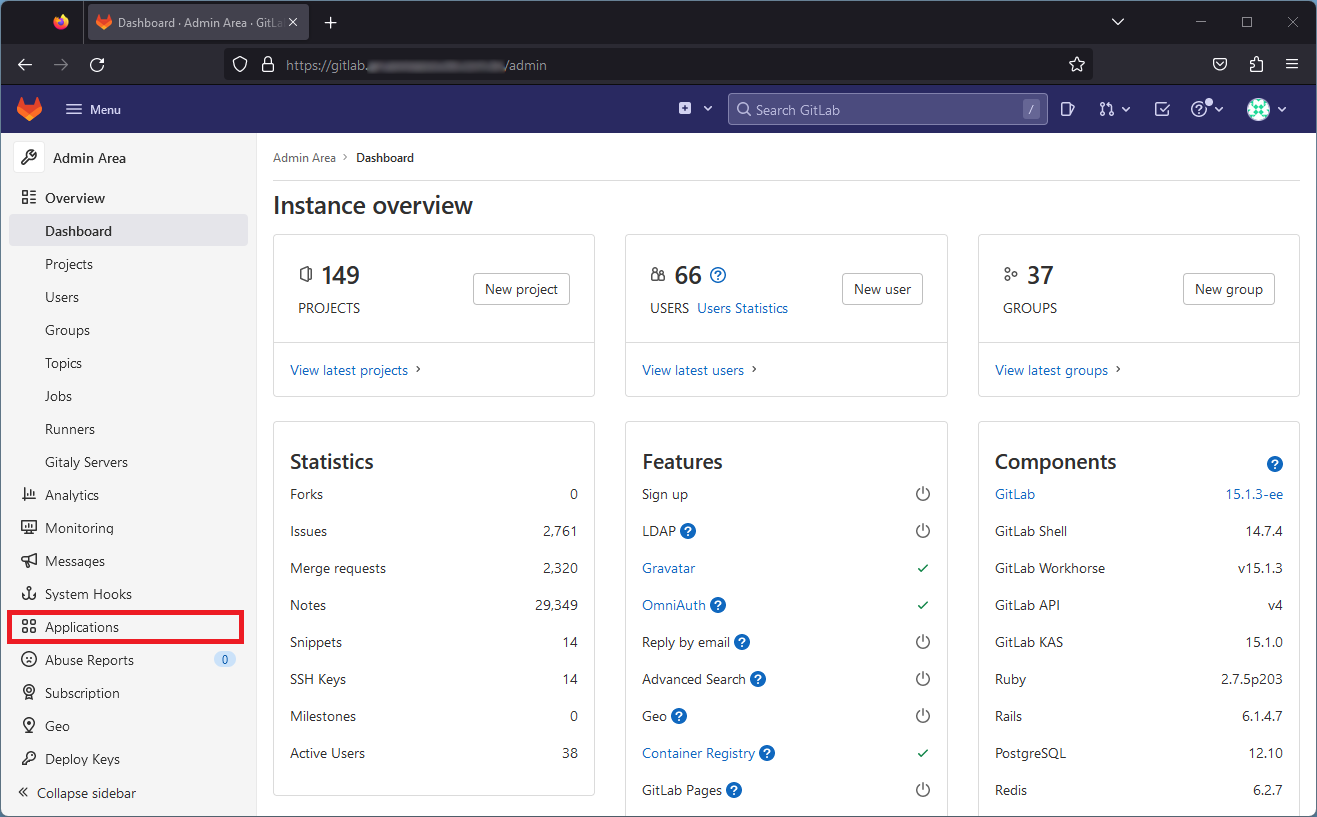 Dashboard · Admin Area · GitLa
https://gitlab. /admin
Menu
Search GitLab /
Admin Area
Overview
Dashboard
Projects
Users
Groups
Topics
Jobs
Runners
Gitaly Servers
Analytics
Monitoring
Messages
System Hooks
Applications
Abuse Reports 0
Subscription
Geo
Deploy Keys
Collapse sidebar
Admin Area > Dashboard
Instance overview
149
PROJECTS
New project
View latest projects >
66 ?
USERS Users Statistics
New user
View latest users >
37
GROUPS
New group
View latest groups >
Statistics
Forks 0
Issues 2,761
Merge requests 2,320
Notes 29,349
Snippets 14
SSH Keys 14
Milestones 0
Active Users 38
Features
Sign up
LDAP ?
Gravatar
OmniAuth ?
Reply by email ?
Advanced Search ?
Geo ?
Container Registry ?
GitLab Pages ?
Components ?
GitLab 15.1.3-ee
GitLab Shell 14.7.4
GitLab Workhorse v15.1.3
GitLab API v4
GitLab KAS 15.1.0
Ruby 2.7.5p203
Rails 6.1.4.7
PostgreSQL 12.10
Redis 6.2.7